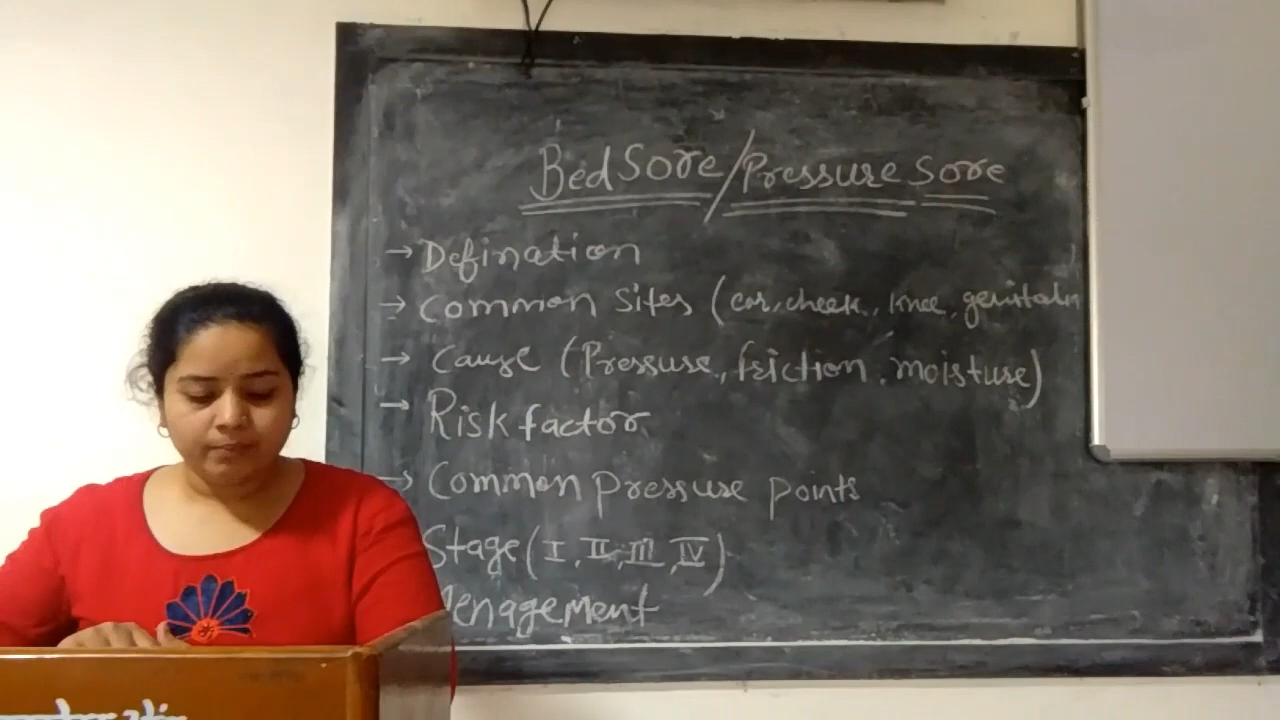 Bed Sore/Pressure Sore
→ Defination
→ Common Sites (ear, cheek, knee, genitalia
→ Cause (Pressure, friction, moisture)
→ Risk factor
→ Common pressure points
Stage (I, II, III, IV)
Menagement